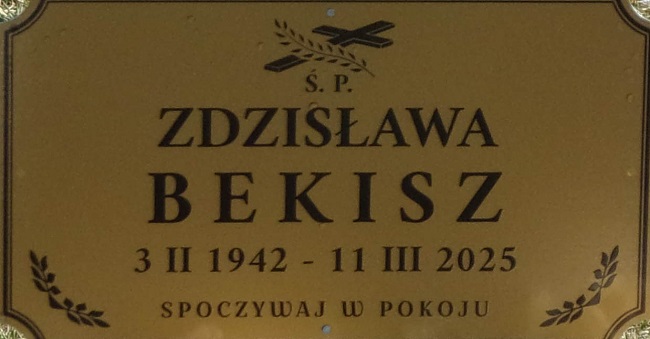 Ś. P.
ZDZISŁAWA
BEKISZ
3 II 1942 - 11 III 2025
SPOCZYWAJ W POKOJU